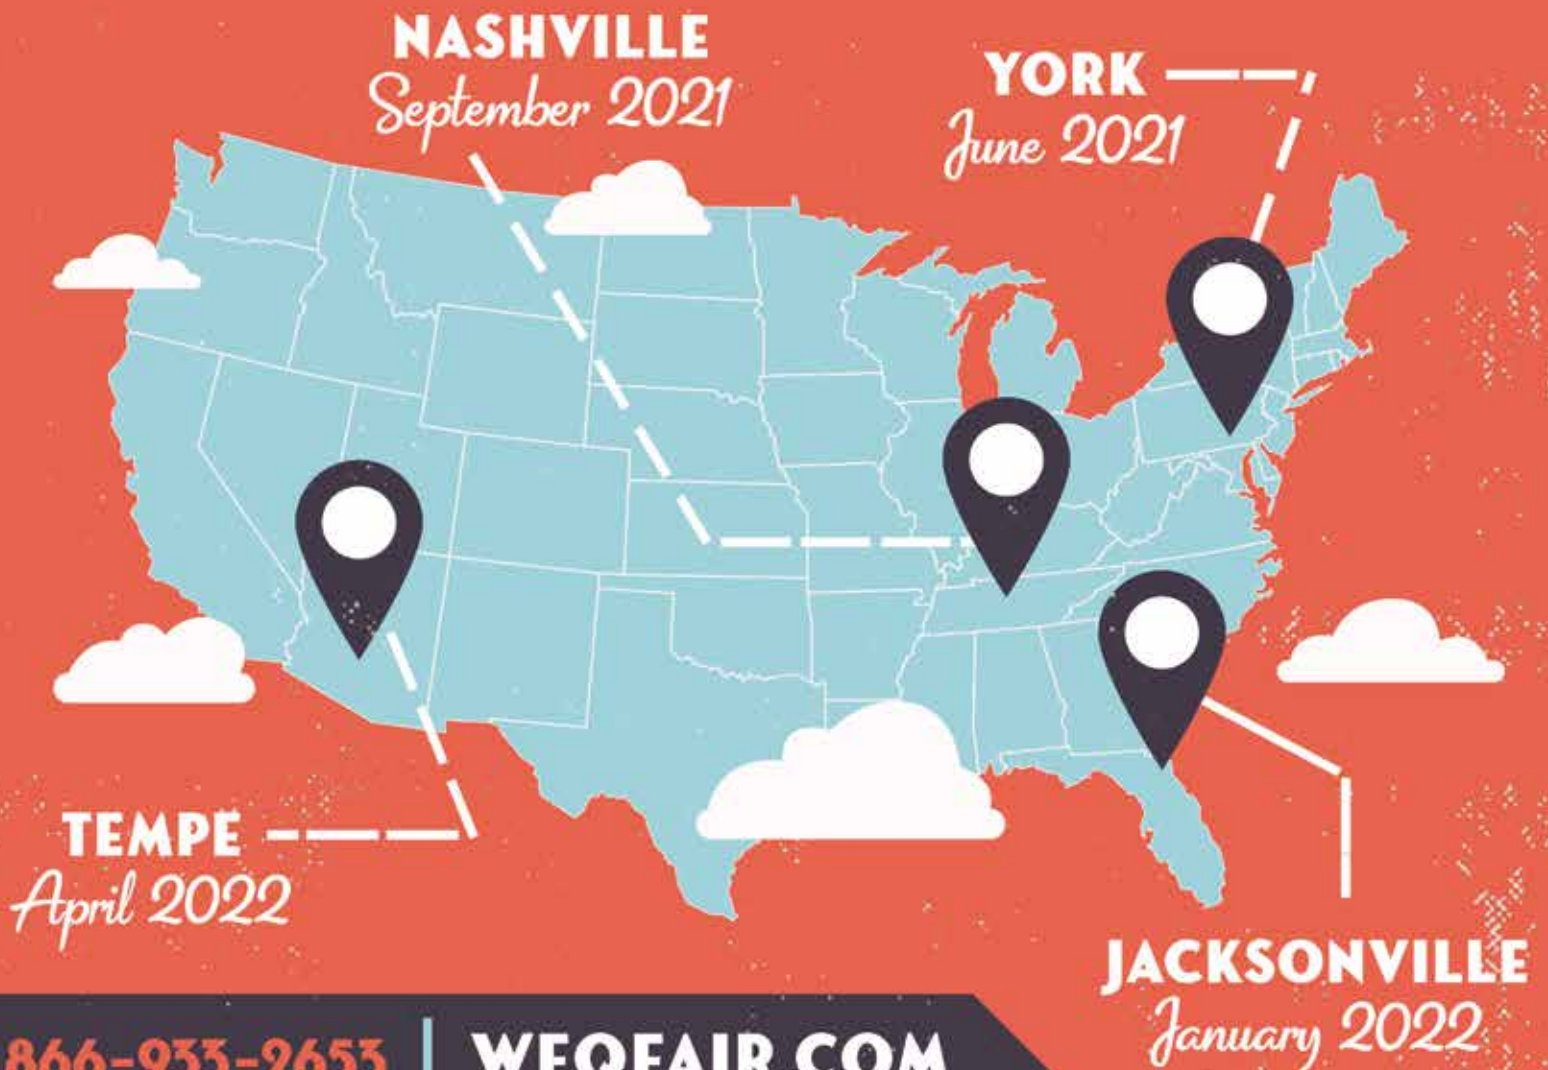 NASHVILLE
September 2021
YORK
June 2021
TEMPE
April 2022
JACKSONVILLE
January 2022
866-933-2653
WEQFAIR.COM